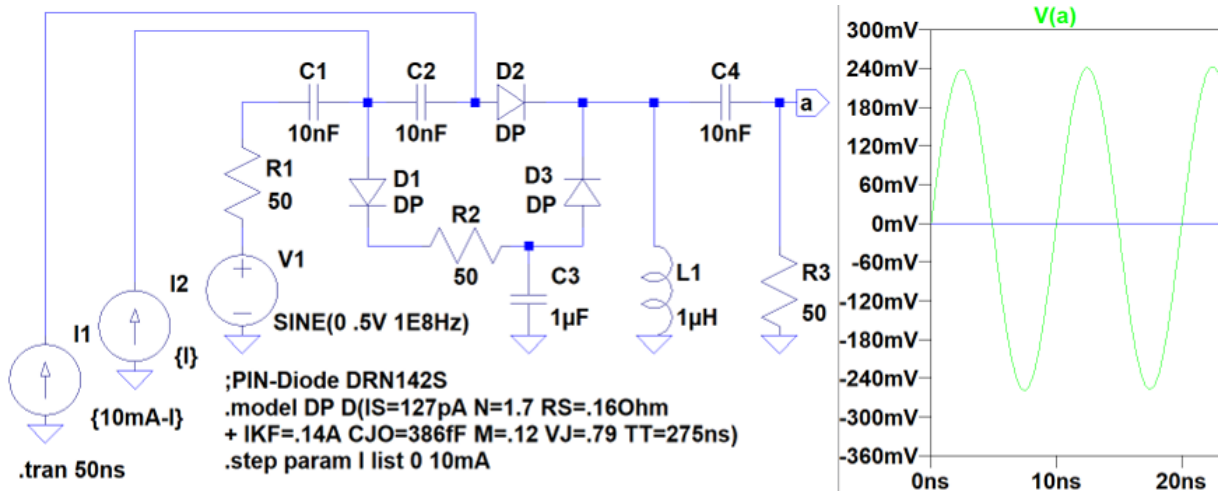 C1
10nF
C2
10nF
D2
DP
C4
10nF
a
R1
50
D1
DP
R2
50
D3
DP
V1
SINE(0 .5V 1E8Hz)
C3
1µF
L1
1µH
R3
50
I2
{I}
I1
{10mA-I}
.tran 50ns
;PIN-Diode DRN142S
.model DP D(IS=127pA N=1.7 RS=.16Ohm
+ IKF=.14A CJO=386fF M=.12 VJ=.79 TT=275ns)
.step param I list 0 10mA
V(a)
300mV
240mV
180mV
120mV
60mV
0mV
-60mV
-120mV
-180mV
-240mV
-300mV
-360mV
0ns
10ns
20ns